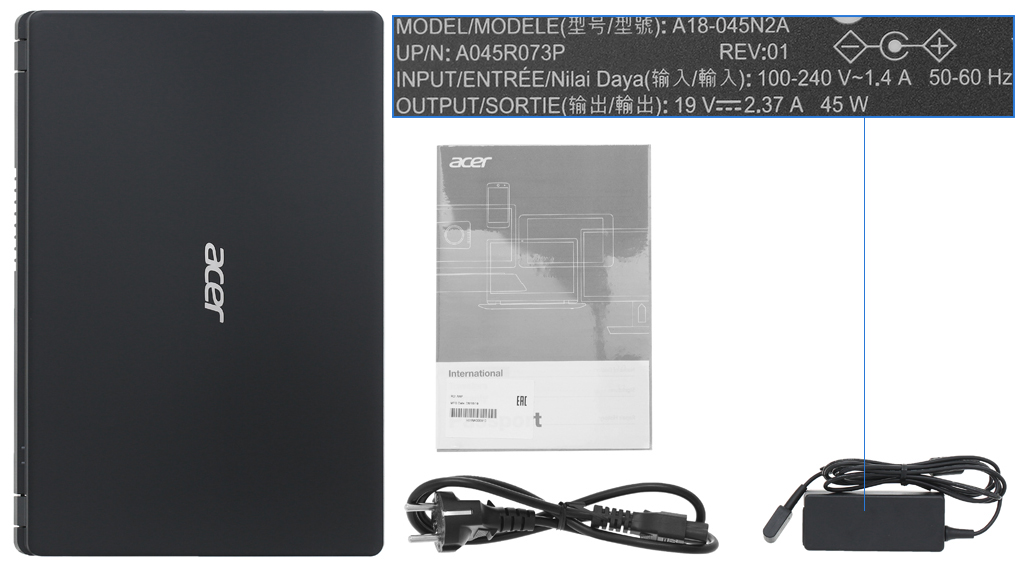 MODEL/MODELE(型号/型號): A18-045N2A
UP/N: A045R073P REV:01
INPUT/ENTRÉE/Nilai Daya(输入/輸入): 100-240 V~1.4 A 50-60 Hz
OUTPUT/SORTIE(输出/輸出): 19 V⎓2.37 A 45 W
acer
acer
International
EAC